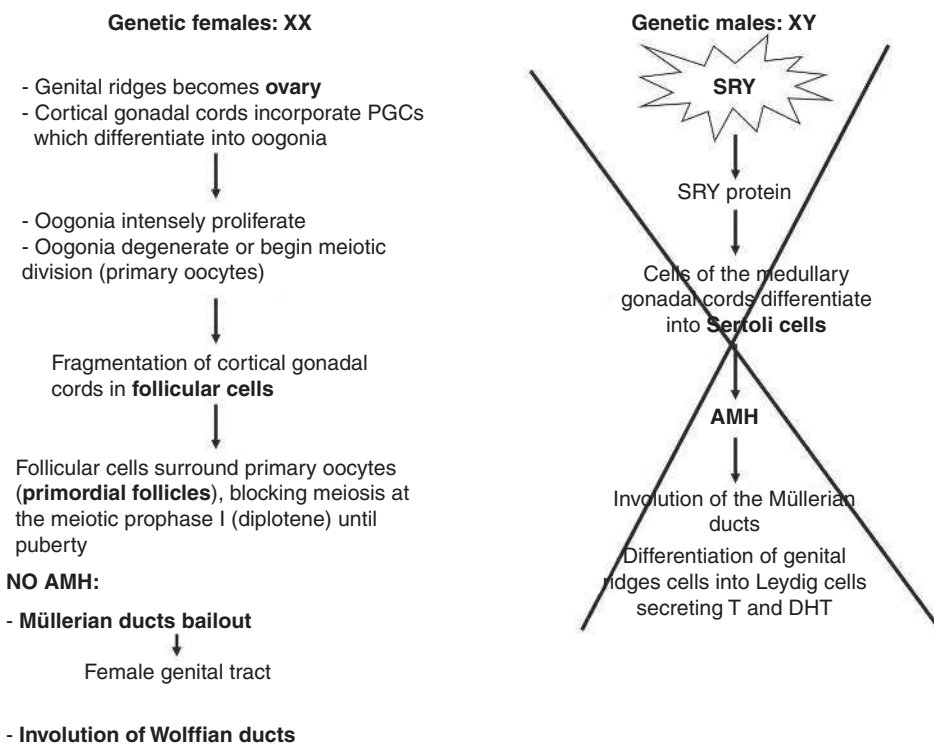 Genetic females: XX
- Genital ridges becomes ovary
- Cortical gonadal cords incorporate PGCs
which differentiate into oogonia
- Oogonia intensely proliferate
- Oogonia degenerate or begin meiotic
division (primary oocytes)
Fragmentation of cortical gonadal
cords in follicular cells
Follicular cells surround primary oocytes
(primordial follicles), blocking meiosis at
the meiotic prophase I (diplotene) until
puberty
NO AMH:
- Müllerian ducts bailout
Female genital tract
- Involution of Wolffian ducts
Genetic males: XY
SRY
SRY protein
Cells of the medullary
gonadal cords differentiate
into Sertoli cells
AMH
Involution of the Müllerian
ducts
Differentiation of genital
ridges cells into Leydig cells
secreting T and DHT